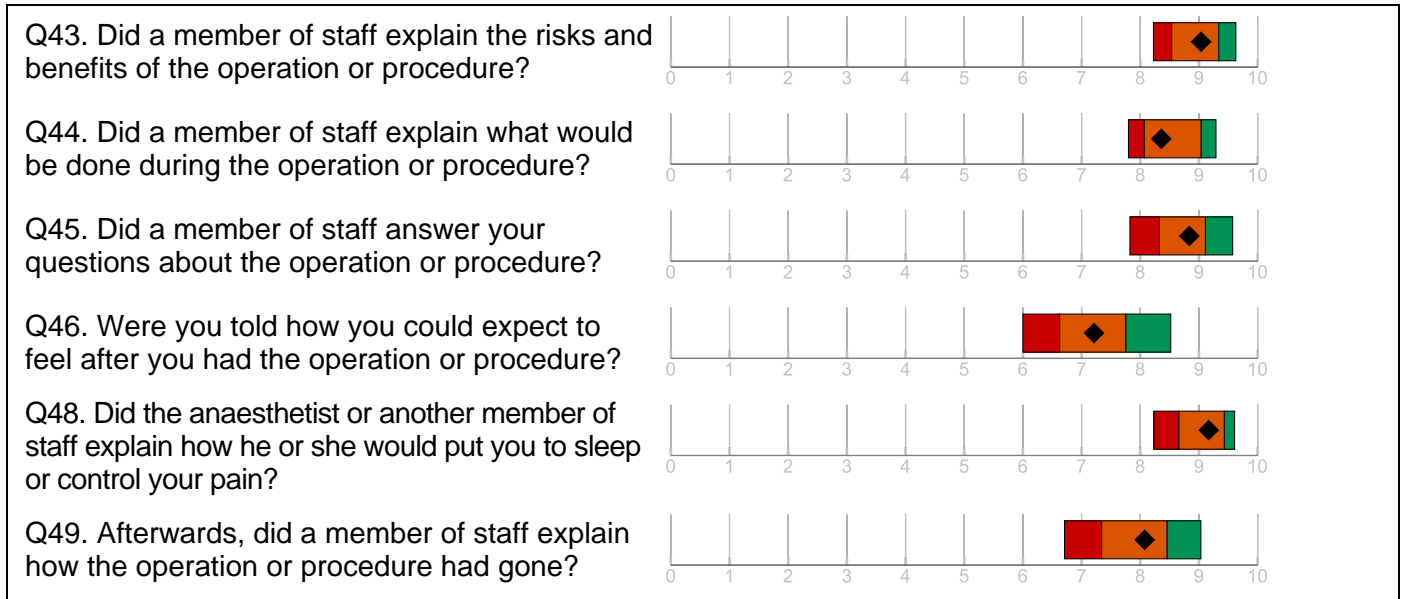 Q43. Did a member of staff explain the risks and
benefits of the operation or procedure?
0 1 2 3 4 5 6 7 8 9 10
Q44. Did a member of staff explain what would
be done during the operation or procedure?
0 1 2 3 4 5 6 7 8 9 10
Q45. Did a member of staff answer your
questions about the operation or procedure?
0 1 2 3 4 5 6 7 8 9 10
Q46. Were you told how you could expect to
feel after you had the operation or procedure?
0 1 2 3 4 5 6 7 8 9 10
Q48. Did the anaesthetist or another member of
staff explain how he or she would put you to sleep
or control your pain?
0 1 2 3 4 5 6 7 8 9 10
Q49. Afterwards, did a member of staff explain
how the operation or procedure had gone?
0 1 2 3 4 5 6 7 8 9 10